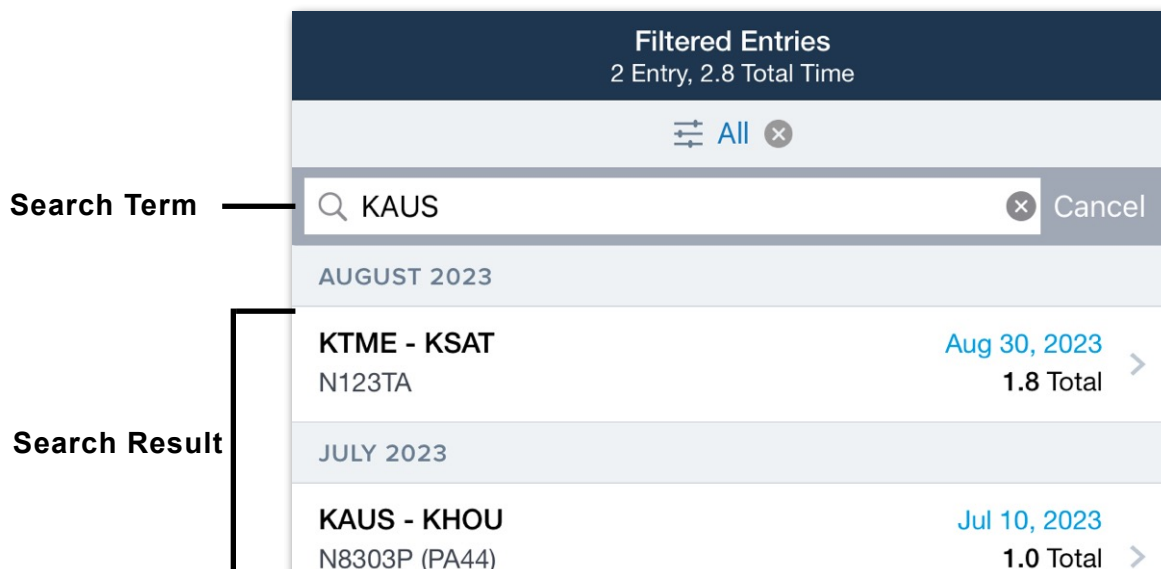 Filtered Entries
2 Entry, 2.8 Total Time
All
Search Term
KAUS
Cancel
AUGUST 2023
KTME - KSAT
Aug 30, 2023
N123TA
1.8 Total
Search Result
JULY 2023
KAUS - KHOU
Jul 10, 2023
N8303P (PA44)
1.0 Total